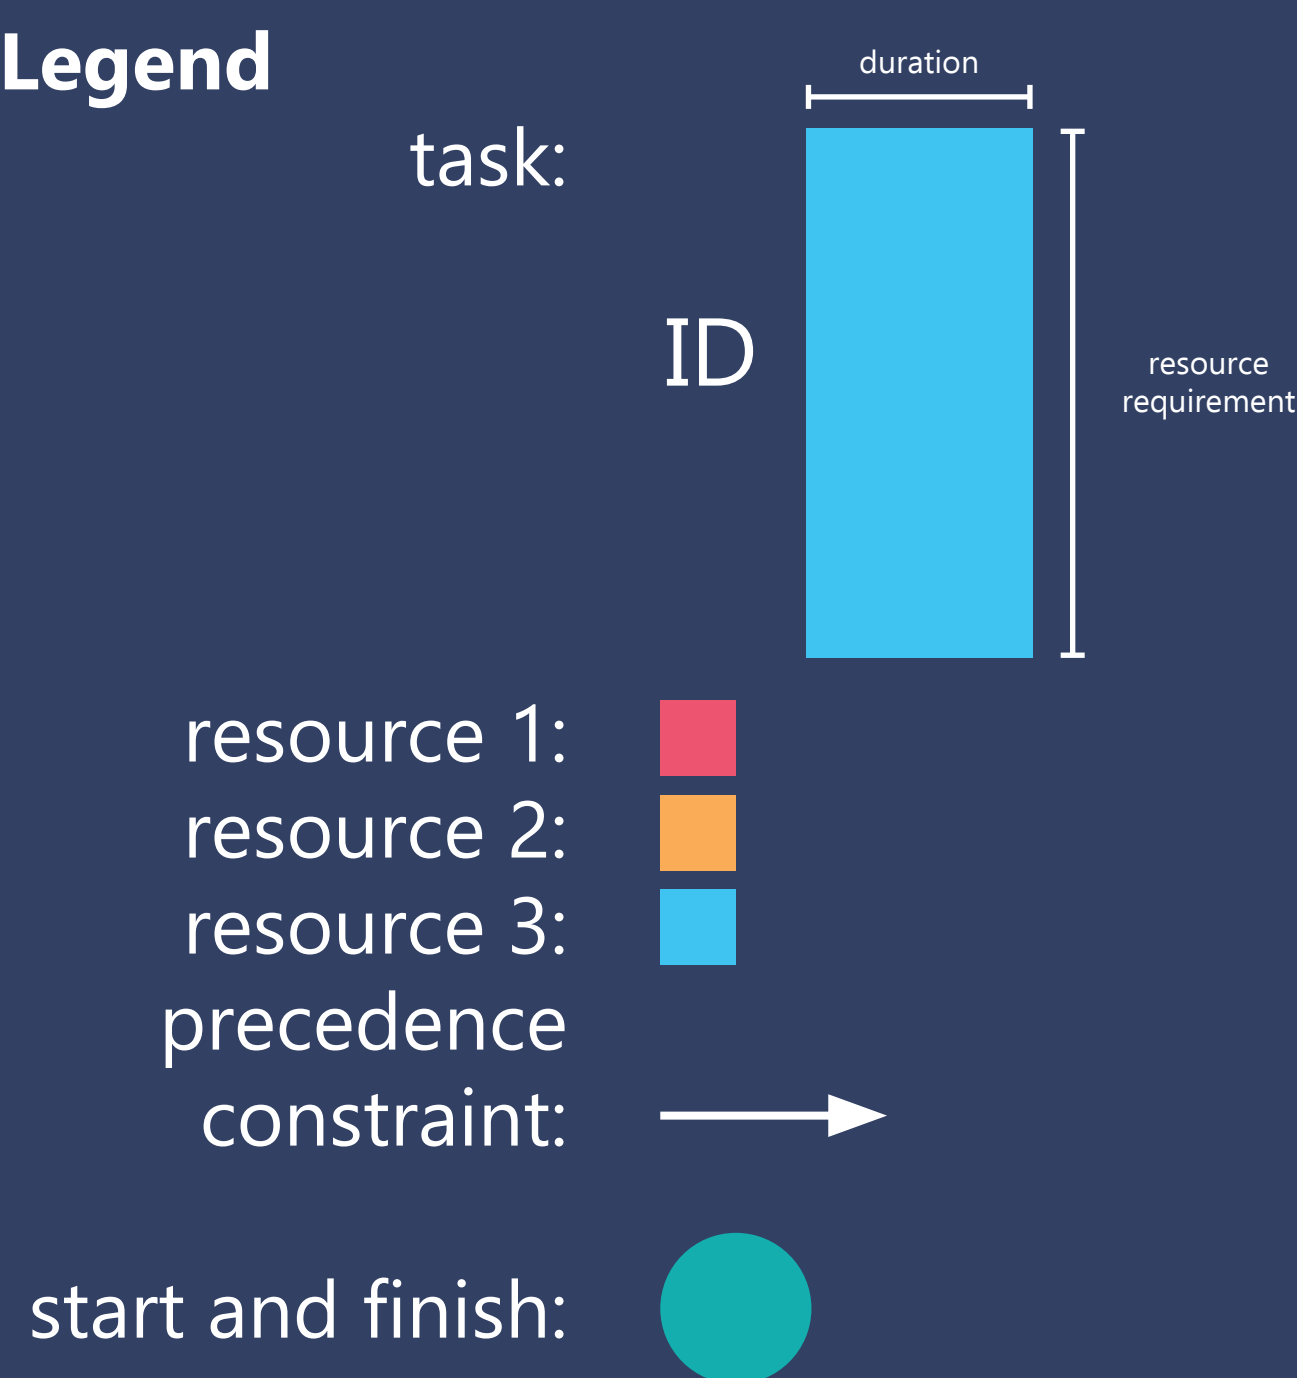 Legend
duration
task:
ID
resource
requirement
resource 1:
resource 2:
resource 3:
precedence
constraint:
start and finish: